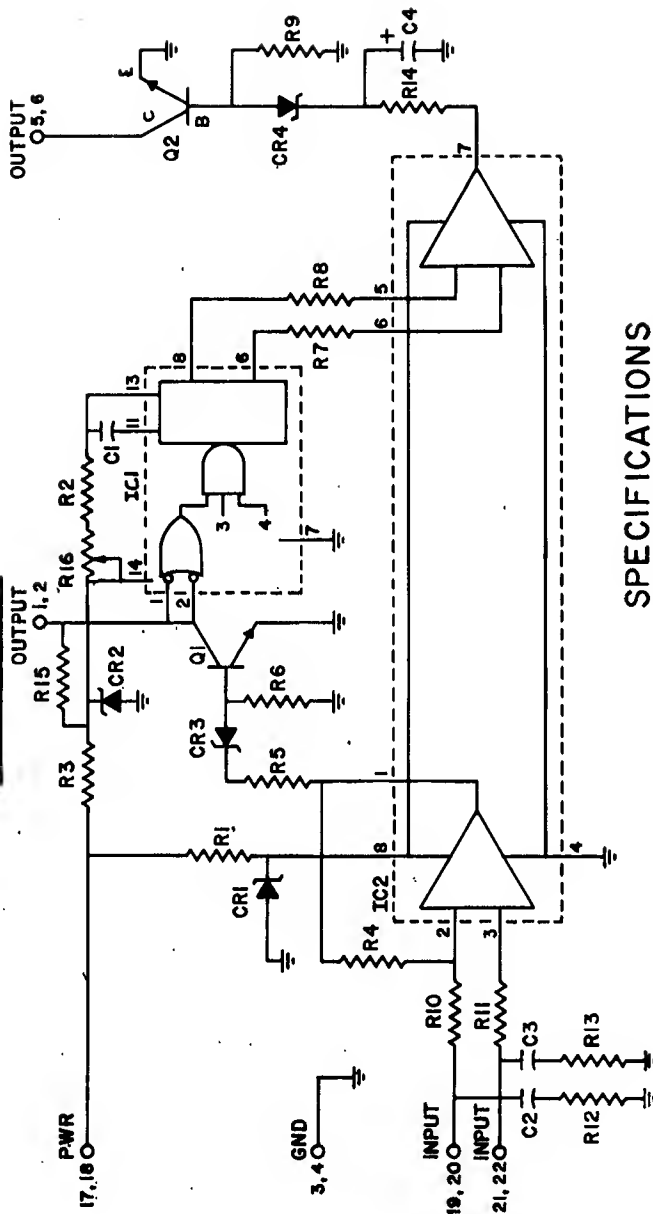 OUTPUT
5, 6
C
E
Q2
B
R9
CR4
+
C4
R14
7
OUTPUT
1, 2
R15
CR2
R3
R16
14
R2
C1
11
13
IC1
1
2
3
4
7
8
6
Q1
CR3
R6
R5
R8
5
R7
6
PWR
17, 18
R1
CR1
8
1
IC2
R4
2
3
4
GND
3, 4
INPUT
19, 20
R10
INPUT
21, 22
R11
C2
C3
R12
R13
SPECIFICATIONS